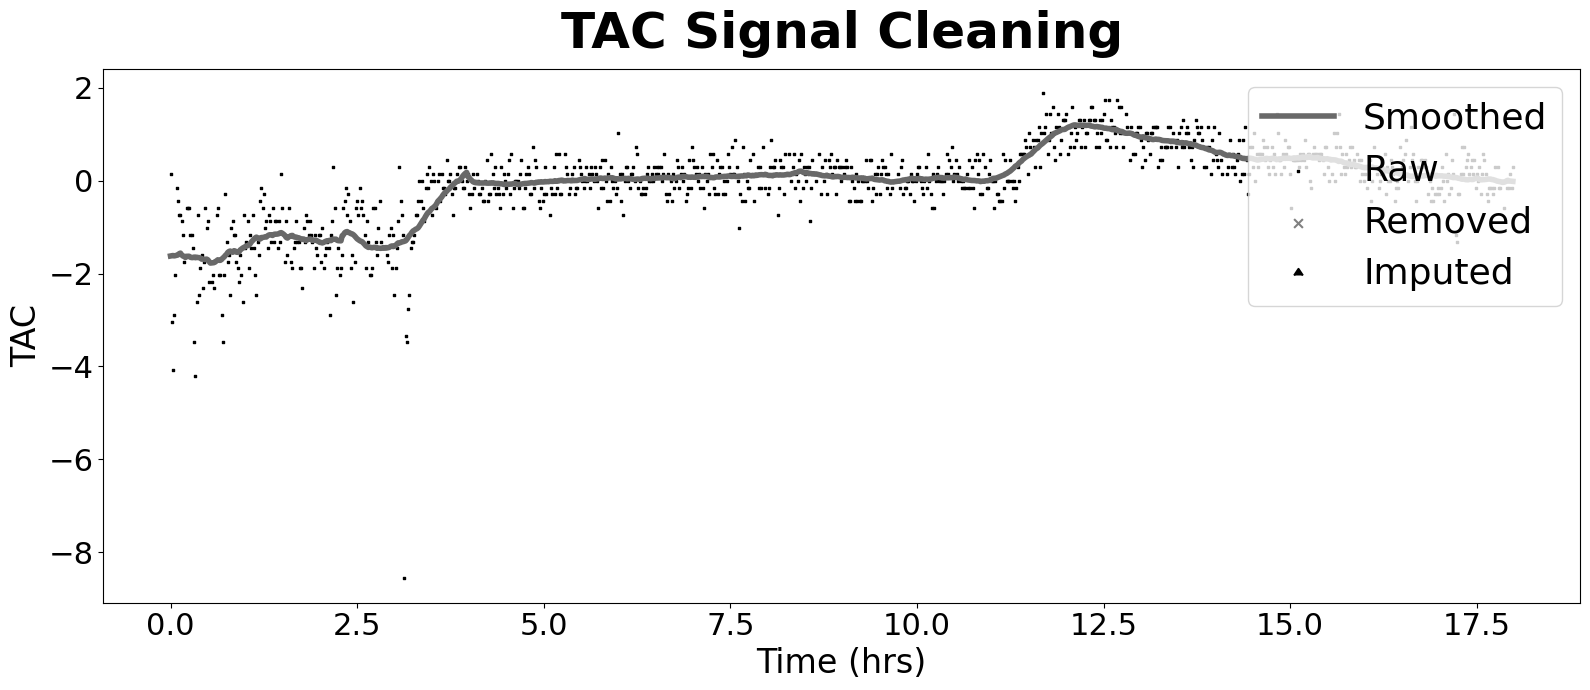 TAC Signal Cleaning
2
0
−2
−4
−6
−8
TAC
Smoothed
Raw
Removed
Imputed
0.0 2.5 5.0 7.5 10.0 12.5 15.0 17.5
Time (hrs)